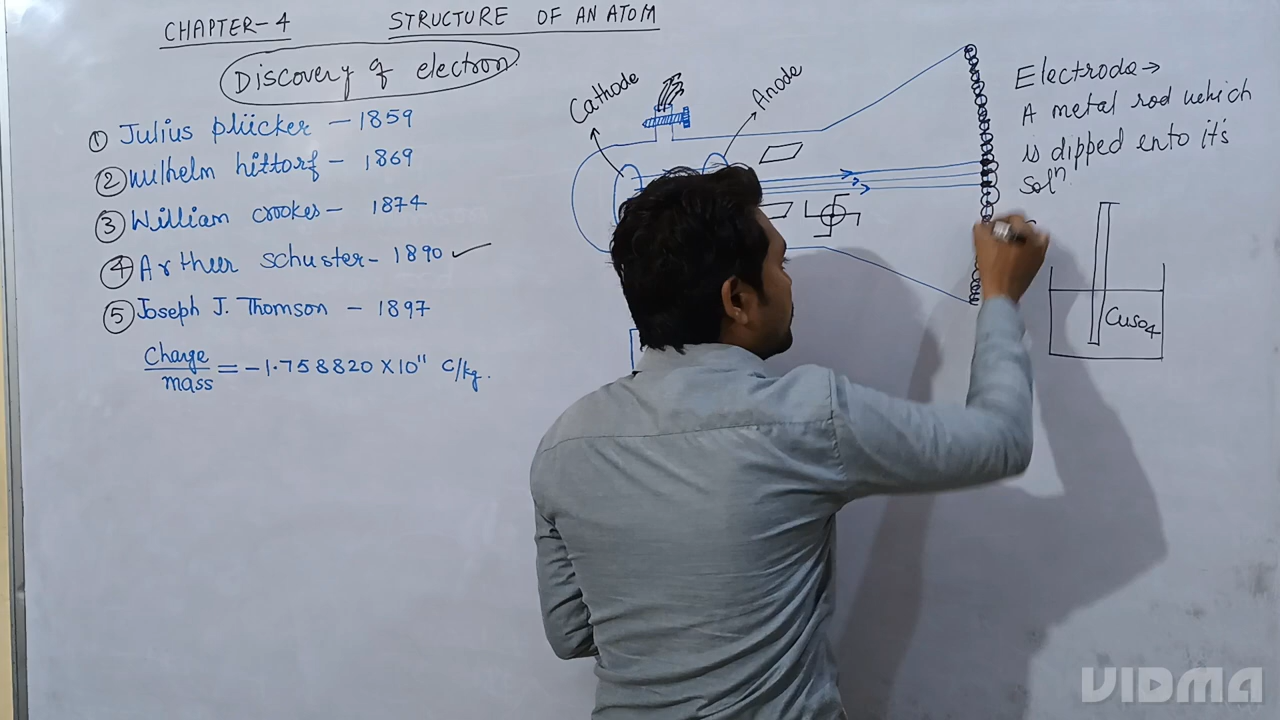 CHAPTER-4 STRUCTURE OF AN ATOM
Discovery of electron
① Julius plücker - 1859
② Wilhelm hittorf - 1869
③ William crookes - 1874
④ Arthur schuster - 1890 ✓
⑤ Joseph J. Thomson - 1897
Charge/mass = -1.758820 × 10¹¹ C/kg.
Cathode
Anode
Electrode →
A metal rod which
is dipped into it's
Solⁿ.
CuSO4
VIDMA